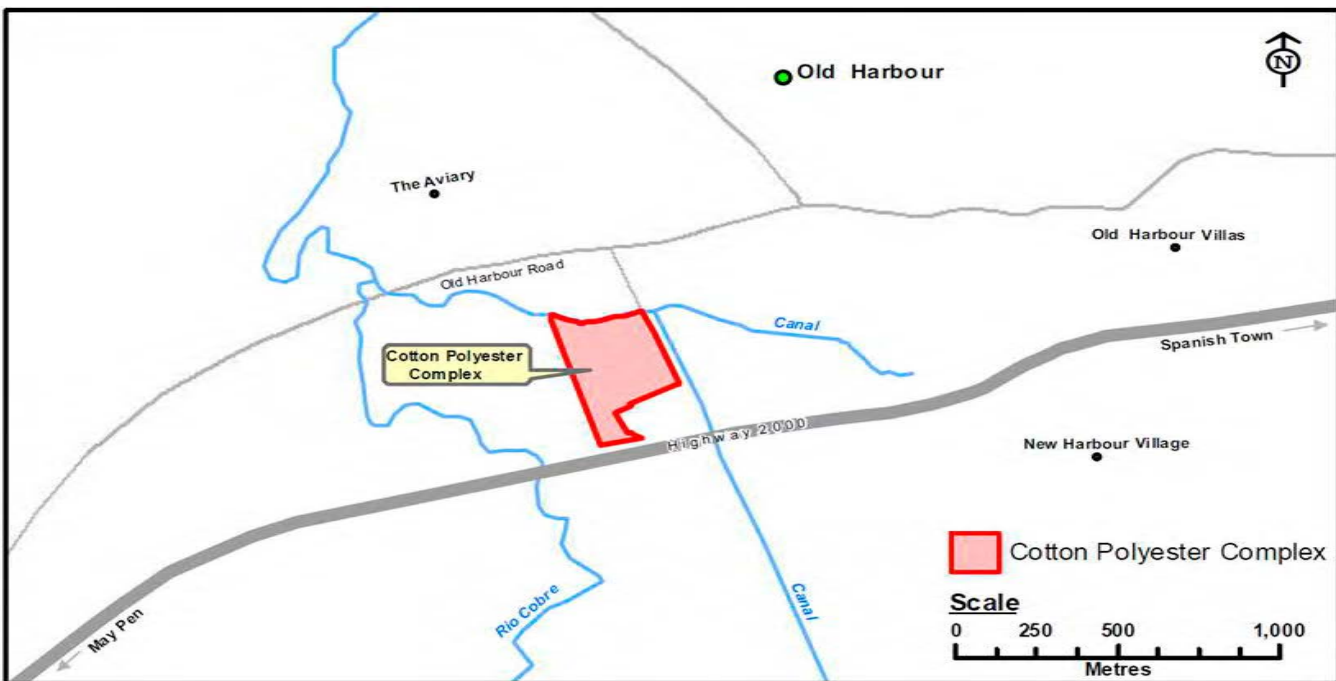 N
Old Harbour
The Aviary
Old Harbour Villas
Old Harbour Road
Canal
Spanish Town
Cotton Polyester
Complex
Highway 2000
New Harbour Village
Cotton Polyester Complex
Rio Cobre
Canal
May Pen
Scale
0 250 500 1,000
Metres